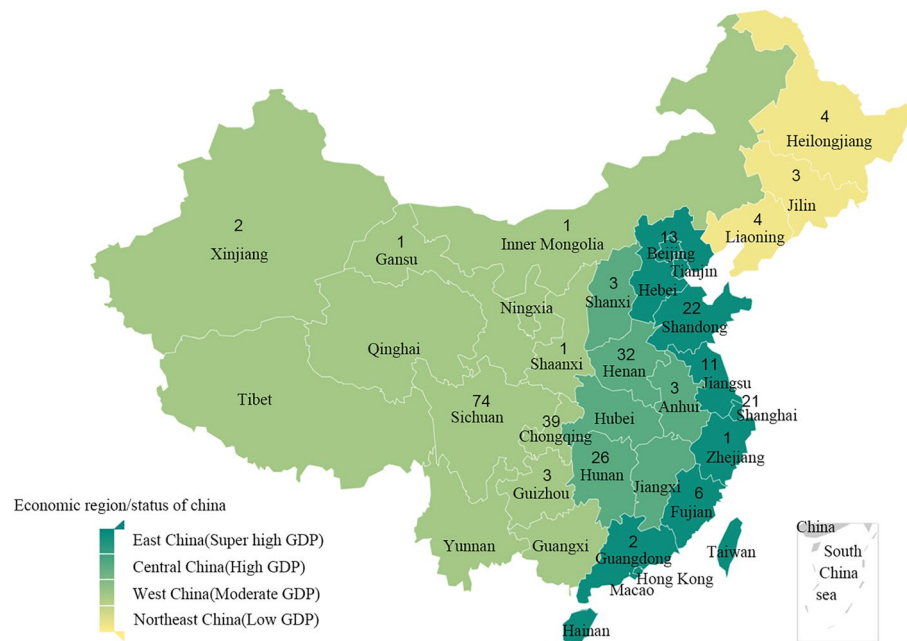 4
Heilongjiang
3
Jilin
4
Liaoning
2
Xinjiang
1
Gansu
1
Inner Mongolia
13
Beijing
Tianjin
Hebei
3
Shanxi
Ningxia
22
Shandong
Qinghai
1
Shaanxi
32
Henan
11
Jiangsu
Tibet
74
Sichuan
3
Anhui
21
Shanghai
39
Chongqing
Hubei
1
Zhejiang
26
Hunan
3
Guizhou
Jiangxi
6
Fujian
Yunnan
Guangxi
2
Guangdong
Taiwan
Hong Kong
Macao
Hainan
Economic region/status of china
East China(Super high GDP)
Central China(High GDP)
West China(Moderate GDP)
Northeast China(Low GDP)
China
South
China
sea